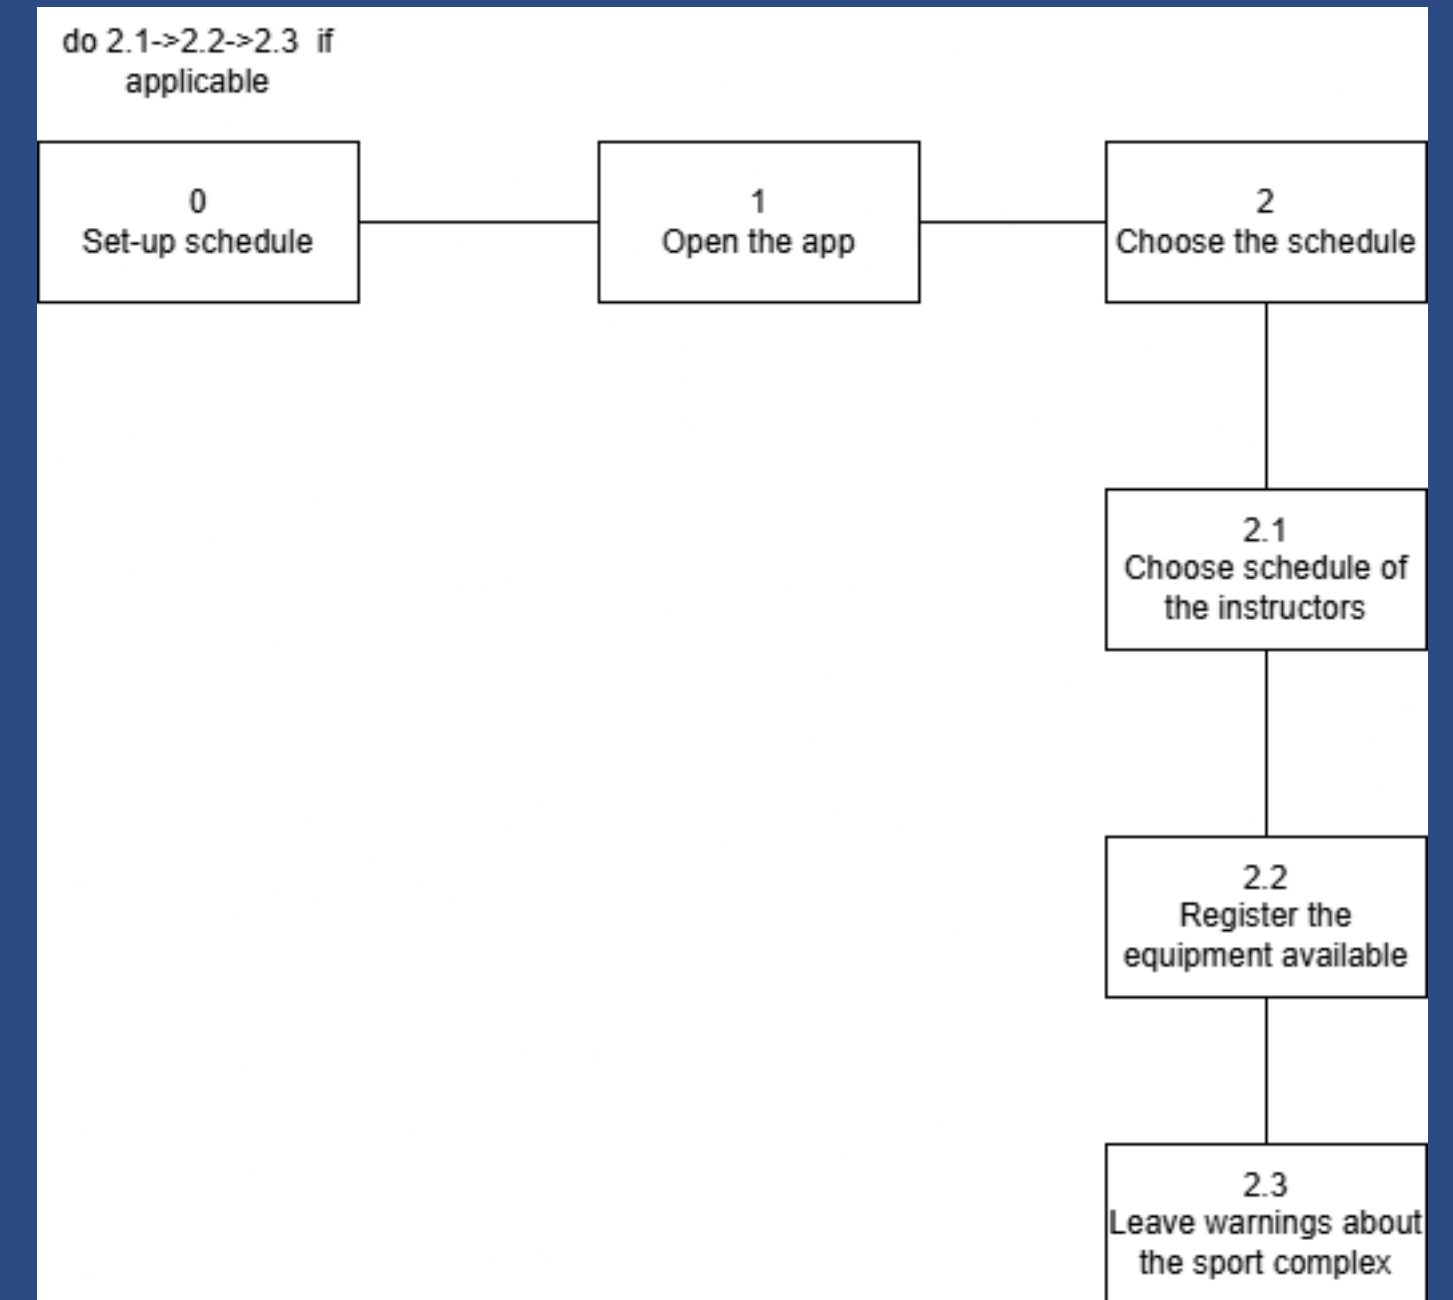 do 2.1->2.2->2.3 if
applicable
0
Set-up schedule
1
Open the app
2
Choose the schedule
2.1
Choose schedule of
the instructors
2.2
Register the
equipment available
2.3
Leave warnings about
the sport complex